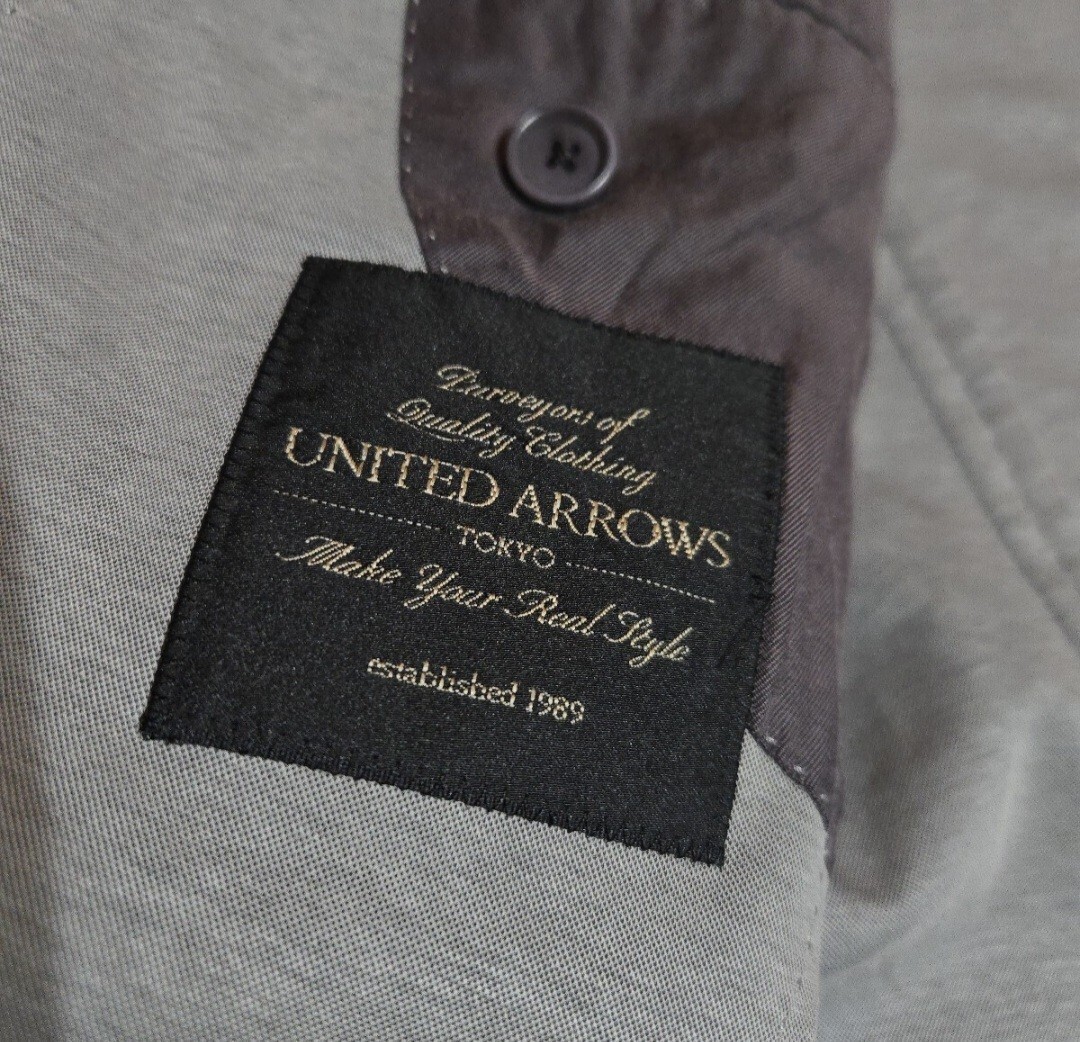 Purveyors of
Quality Clothing
UNITED ARROWS
TOKYO
Make Your Real Style
established 1989